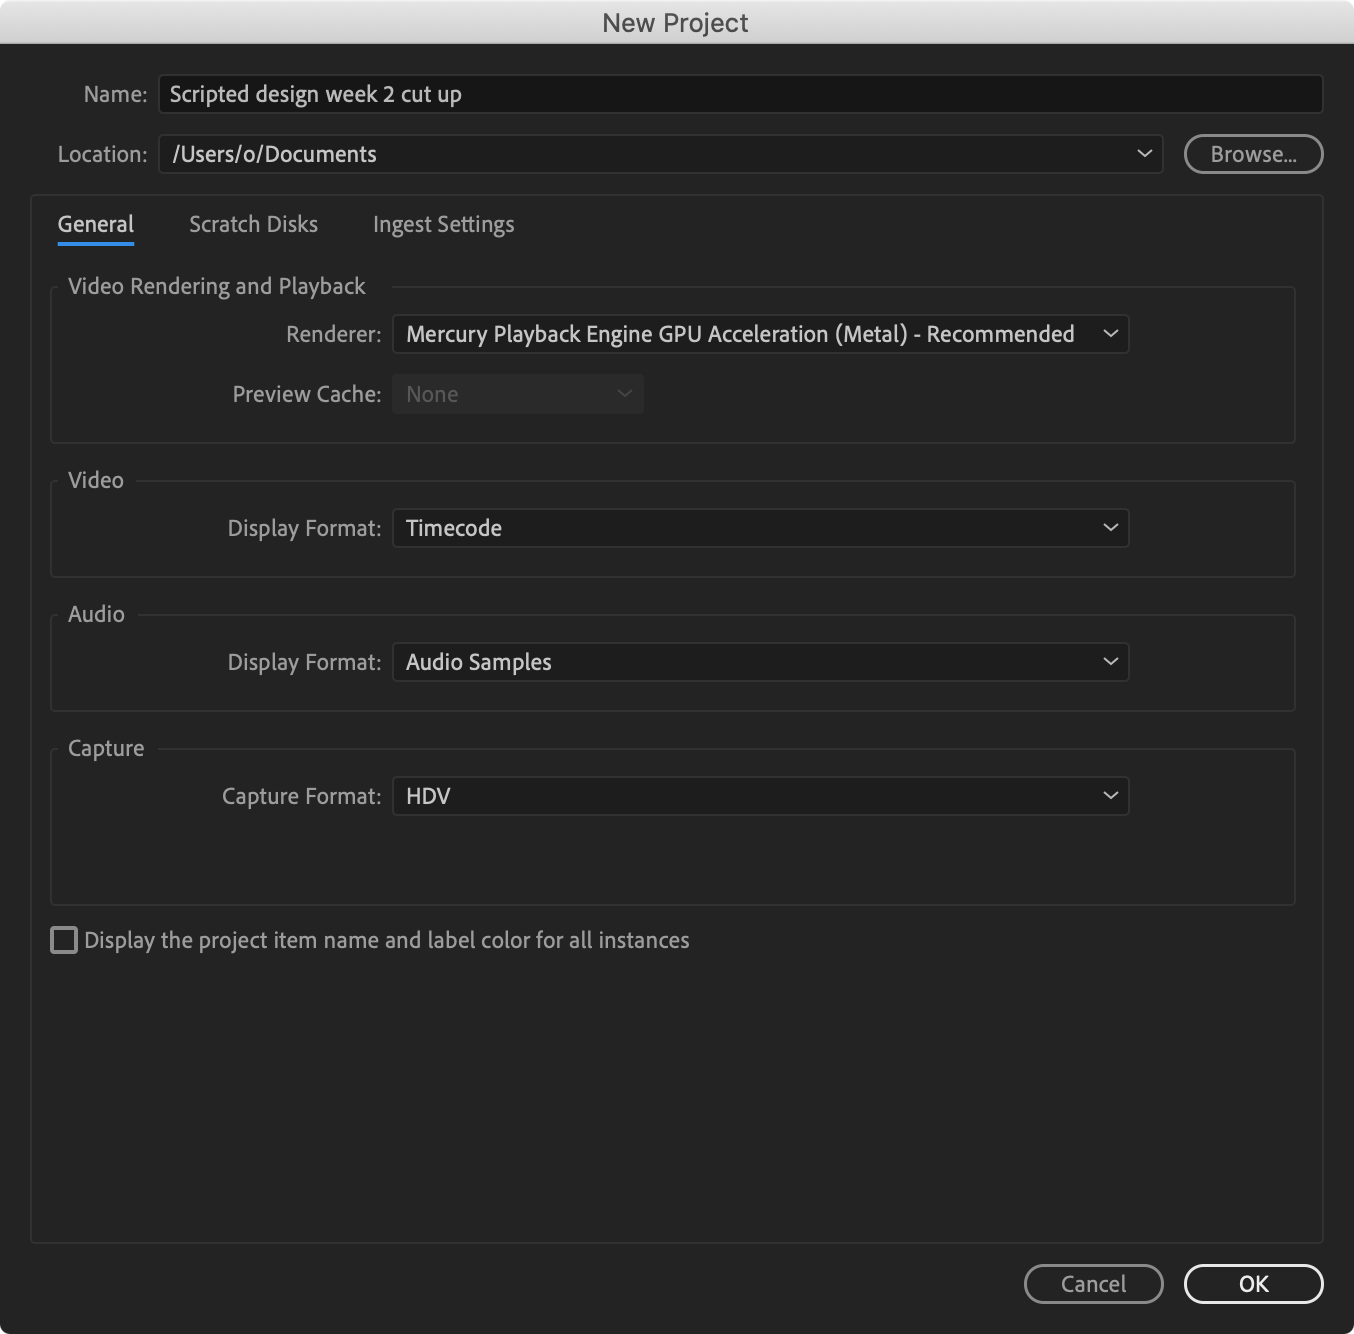 New Project
Name: Scripted design week 2 cut up
Location: /Users/o/Documents Browse...
General Scratch Disks Ingest Settings
Video Rendering and Playback
Renderer: Mercury Playback Engine GPU Acceleration (Metal) - Recommended
Preview Cache: None
Video
Display Format: Timecode
Audio
Display Format: Audio Samples
Capture
Capture Format: HDV
Display the project item name and label color for all instances
Cancel OK